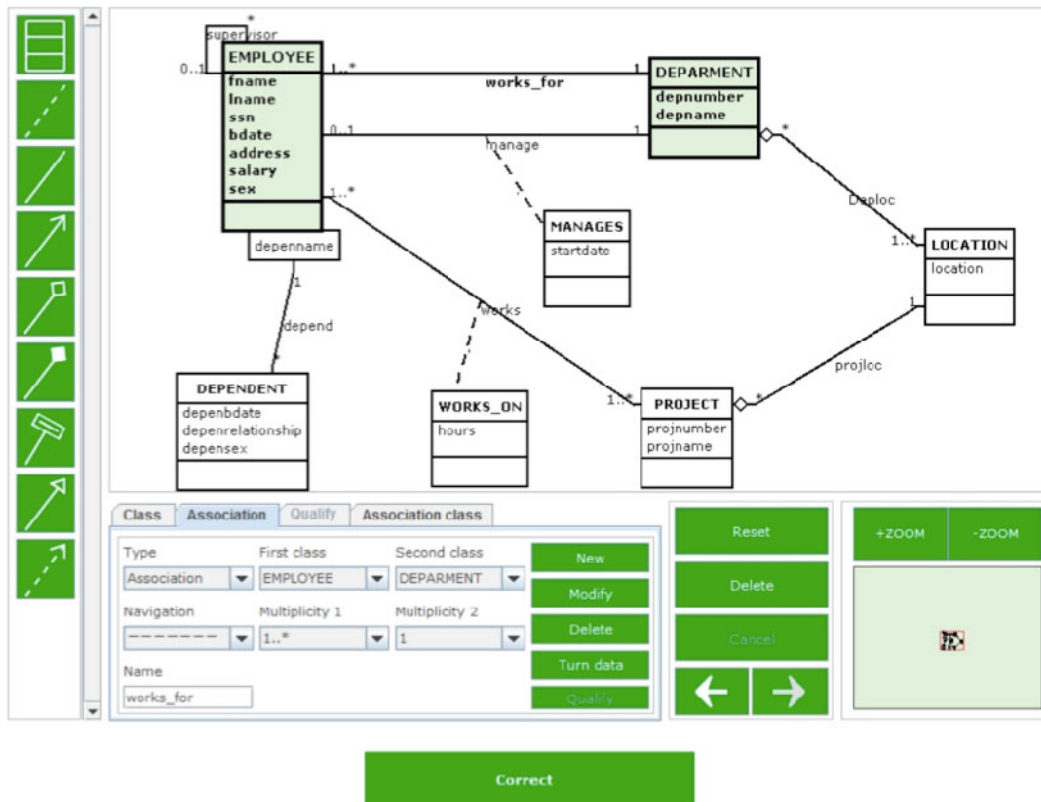 *
supervisor
0..1
EMPLOYEE
fname
lname
ssn
bdate
address
salary
sex
1..*
works_for
1
DEPARMENT
depnumber
depname
0..1
manage
1
*
1..*
Deploc
1..*
MANAGES
startdate
LOCATION
location
depenname
1
works
1
depend
projloc
*
DEPENDENT
depenbdate
depenrelationship
depensex
WORKS_ON
hours
1..*
PROJECT
projnumber
projname
*
Class
Association
Qualify
Association class
Type
First class
Second class
Association
EMPLOYEE
DEPARMENT
Navigation
Multiplicity 1
Multiplicity 2
-------
1..*
1
Name
works_for
New
Modify
Delete
Turn data
Qualify
Reset
Delete
Cancel
+ZOOM
-ZOOM
Correct